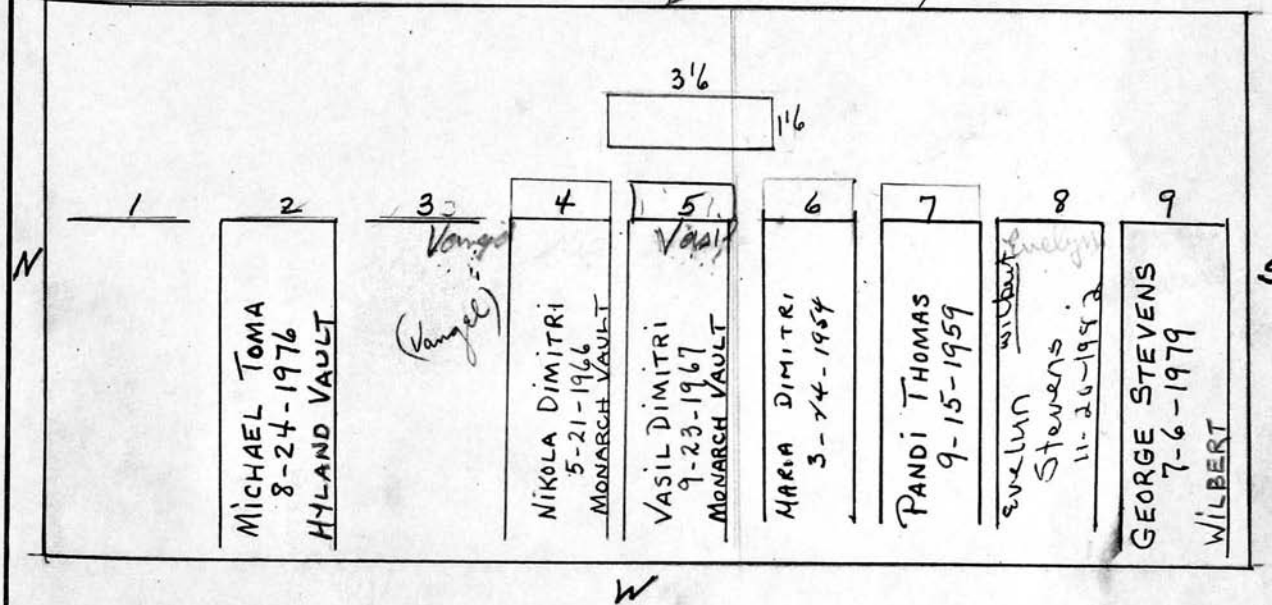 3'6
1'6
1
2
3
4
5
6
7
8
9
N
MICHAEL TOMA
8-24-1976
HYLAND VAULT
(Vangel)
NIKOLA DIMITRI
5-21-1966
MONARCH VAULT
Vasil
VASIL DIMITRI
9-23-1967
MONARCH VAULT
MARIA DIMITRI
PANDI THOMAS
9-15-1959
Evelyn
Wilbert
Evelyn
Stevens
GEORGE STEVENS
7-6-1979
WILBERT
W